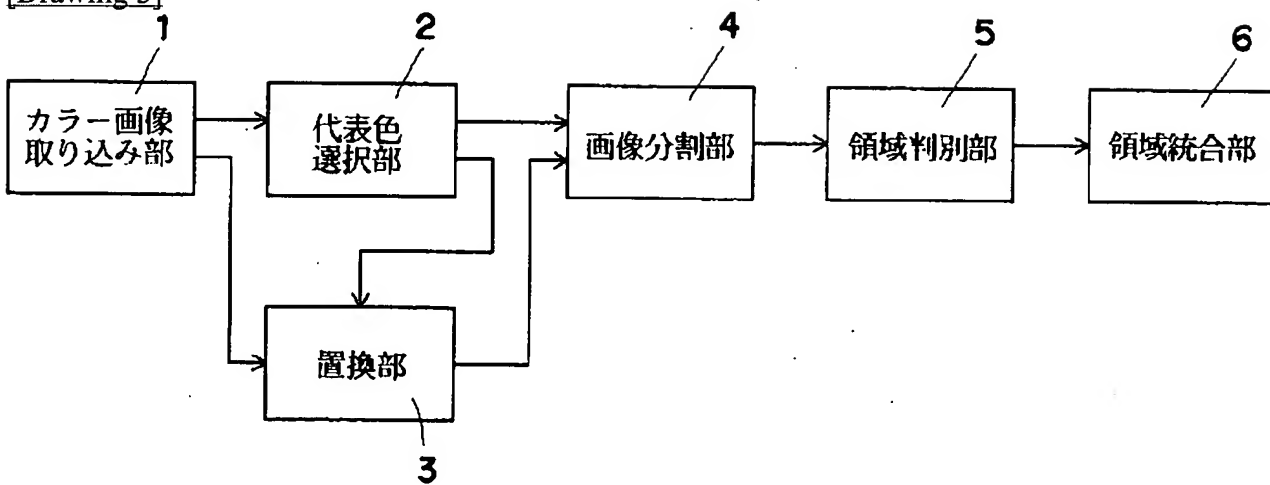 [Drawing 3]
1
カラー画像
取り込み部
2
代表色
選択部
4
画像分割部
5
領域判別部
6
領域統合部
置換部
3